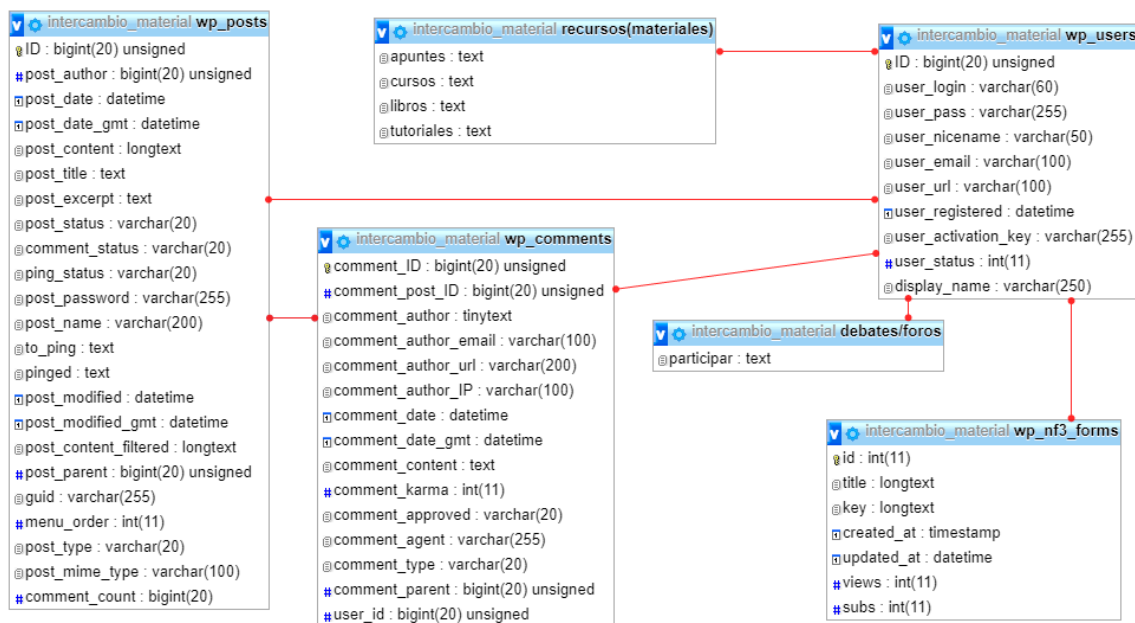 intercambio_material wp_posts
ID : bigint(20) unsigned
post_author : bigint(20) unsigned
post_date : datetime
post_date_gmt : datetime
post_content : longtext
post_title : text
post_excerpt : text
post_status : varchar(20)
comment_status : varchar(20)
ping_status : varchar(20)
post_password : varchar(255)
post_name : varchar(200)
to_ping : text
pinged : text
post_modified : datetime
post_modified_gmt : datetime
post_content_filtered : longtext
post_parent : bigint(20) unsigned
guid : varchar(255)
menu_order : int(11)
post_type : varchar(20)
post_mime_type : varchar(100)
comment_count : bigint(20)
intercambio_material recursos(materiales)
apuntes : text
cursos : text
libros : text
tutoriales : text
intercambio_material wp_comments
comment_ID : bigint(20) unsigned
comment_post_ID : bigint(20) unsigned
comment_author : tinytext
comment_author_email : varchar(100)
comment_author_url : varchar(200)
comment_author_IP : varchar(100)
comment_date : datetime
comment_date_gmt : datetime
comment_content : text
comment_karma : int(11)
comment_approved : varchar(20)
comment_agent : varchar(255)
comment_type : varchar(20)
comment_parent : bigint(20) unsigned
user_id : bigint(20) unsigned
intercambio_material wp_users
ID : bigint(20) unsigned
user_login : varchar(60)
user_pass : varchar(255)
user_nicename : varchar(50)
user_email : varchar(100)
user_url : varchar(100)
user_registered : datetime
user_activation_key : varchar(255)
user_status : int(11)
display_name : varchar(250)
intercambio_material debates/foros
participar : text
intercambio_material wp_nf3_forms
id : int(11)
title : longtext
key : longtext
created_at : timestamp
updated_at : datetime
views : int(11)
subs : int(11)